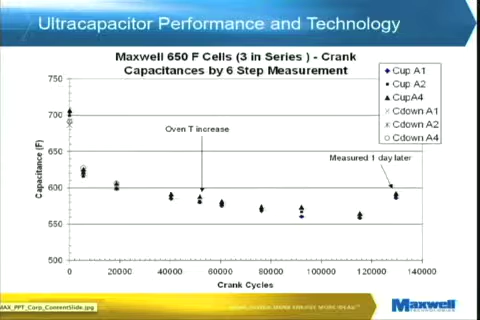 Ultracapacitor Performance and Technology
Maxwell 650 F Cells (3 in Series ) - Crank
Capacitances by 6 Step Measurement
Capacitance (F)
750
700
650
600
550
500
0
20000
40000
60000
80000
100000
120000
140000
Crank Cycles
Oven T increase
Measured 1 day later
Cup A1
Cup A2
CupA4
Cdown A1
Cdown A2
Cdown A4
MAX_PPT_Corp_ContentSlide.jpg
Maxwell
TECHNOLOGIES